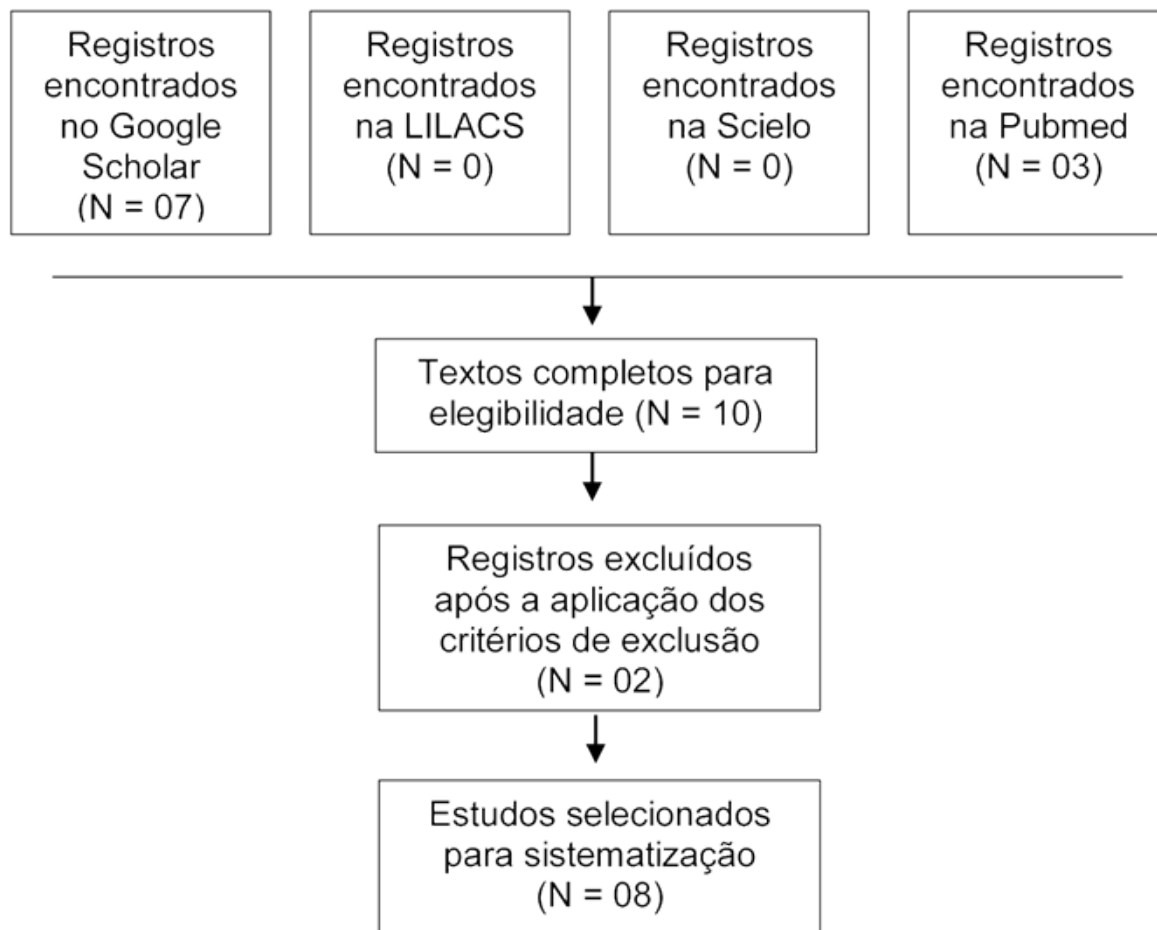 Registros
encontrados
no Google
Scholar
(N = 07)
Registros
encontrados
na LILACS
(N = 0)
Registros
encontrados
na Scielo
(N = 0)
Registros
encontrados
na Pubmed
(N = 03)
Textos completos para
elegibilidade (N = 10)
Registros excluídos
após a aplicação dos
critérios de exclusão
(N = 02)
Estudos selecionados
para sistematização
(N = 08)